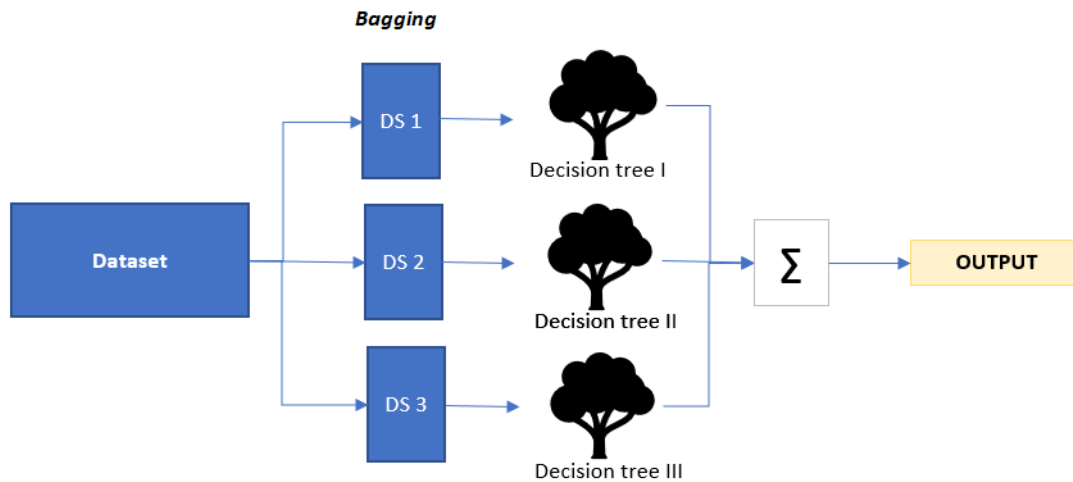 Bagging
DS 1
Decision tree I
Dataset
DS 2
Decision tree II
Σ
OUTPUT
DS 3
Decision tree III